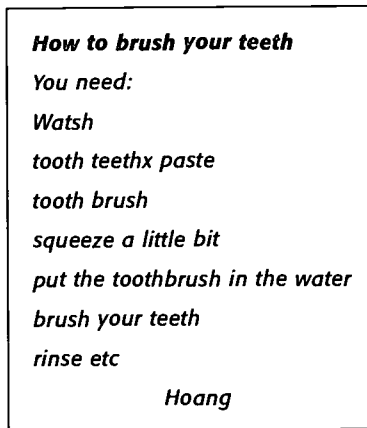 How to brush your teeth
You need:
Watsh
tooth teethx paste
tooth brush
squeeze a little bit
put the toothbrush in the water
brush your teeth
rinse etc
Hoang